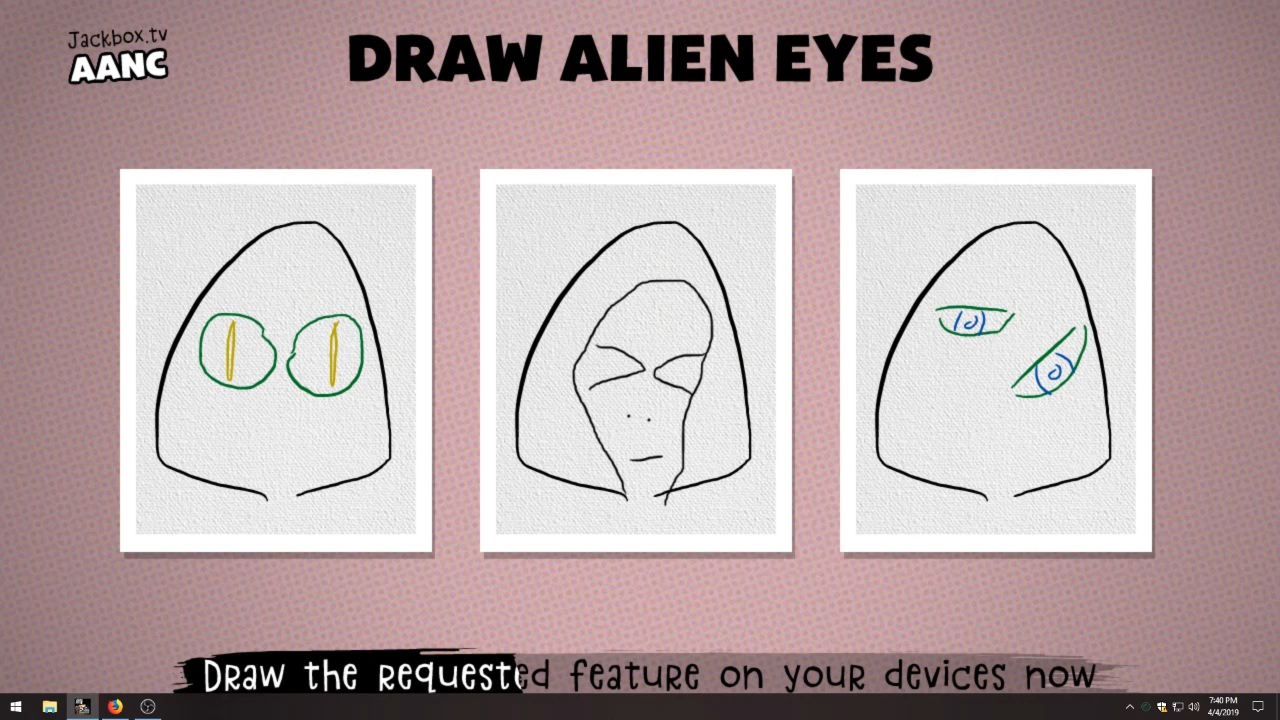 Jackbox.tv
AANC
DRAW ALIEN EYES
Draw the requested feature on your devices now
7:40 PM
4/4/2019